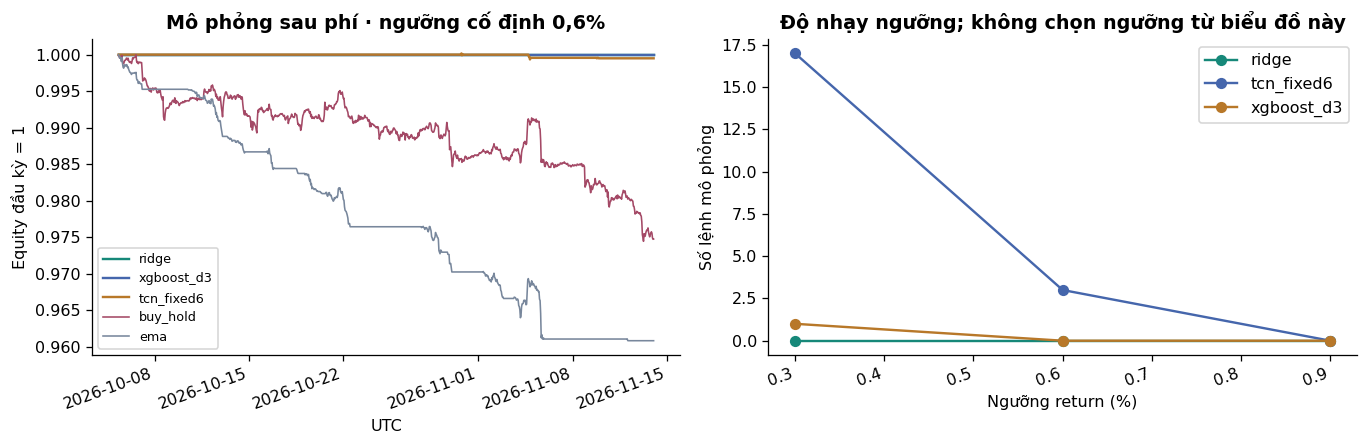 Mô phỏng sau phí · ngưỡng cố định 0,6%
Equity đầu kỳ = 1
1.000
0.995
0.990
0.985
0.980
0.975
0.970
0.965
0.960
ridge
xgboost_d3
tcn_fixed6
buy_hold
ema
2026-10-08
2026-10-15
2026-10-22
2026-11-01
2026-11-08
2026-11-15
UTC
Độ nhạy ngưỡng; không chọn ngưỡng từ biểu đồ này
Số lệnh mô phỏng
17.5
15.0
12.5
10.0
7.5
5.0
2.5
0.0
ridge
tcn_fixed6
xgboost_d3
0.3
0.4
0.5
0.6
0.7
0.8
0.9
Ngưỡng return (%)